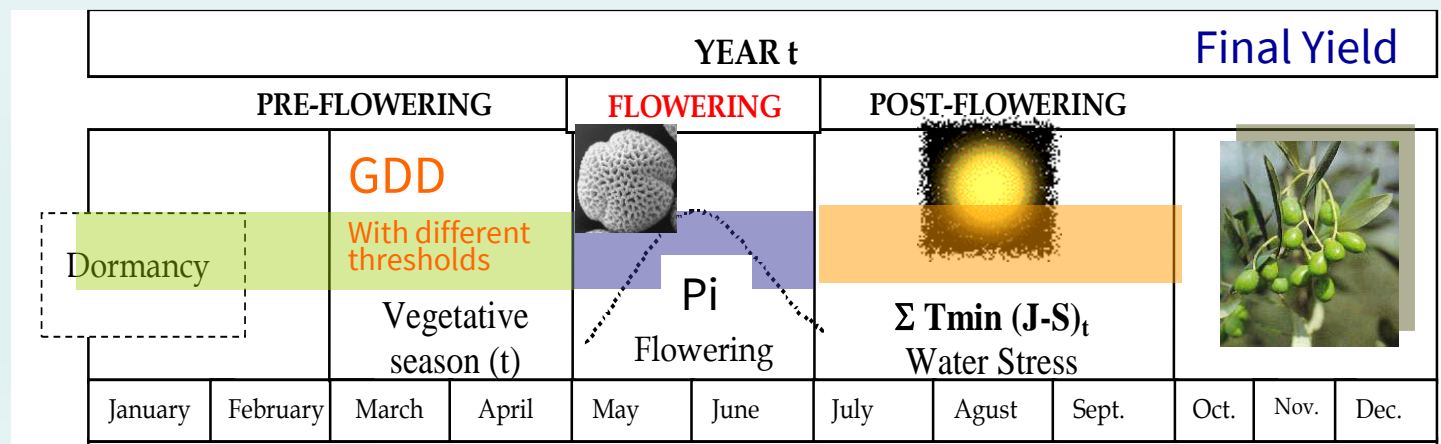 YEAR t
Final Yield
PRE-FLOWERING
FLOWERING
POST-FLOWERING
GDD
With different
thresholds
Dormancy
Vegetative
season (t)
Pi
Flowering
Σ Tmin (J-S)t
Water Stress
January
February
March
April
May
June
July
Agust
Sept.
Oct.
Nov.
Dec.